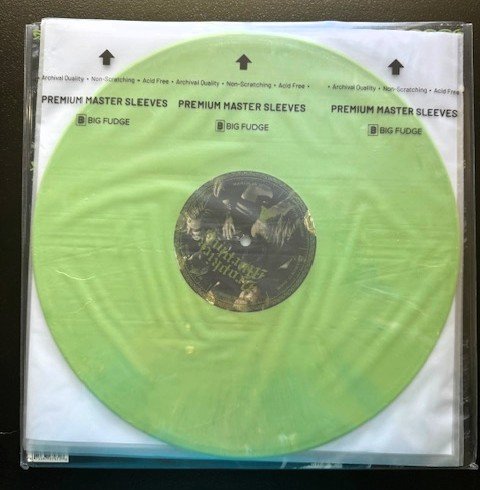 • Archival Quality • Non-Scratching • Acid Free • Archival Quality • Non-Scratching • Acid Free •
• Archival Quality • Non-Scratching • Acid Free •
PREMIUM MASTER SLEEVES PREMIUM MASTER SLEEVES PREMIUM MASTER SLEEVES
B BIG FUDGE B BIG FUDGE B BIG FUDGE